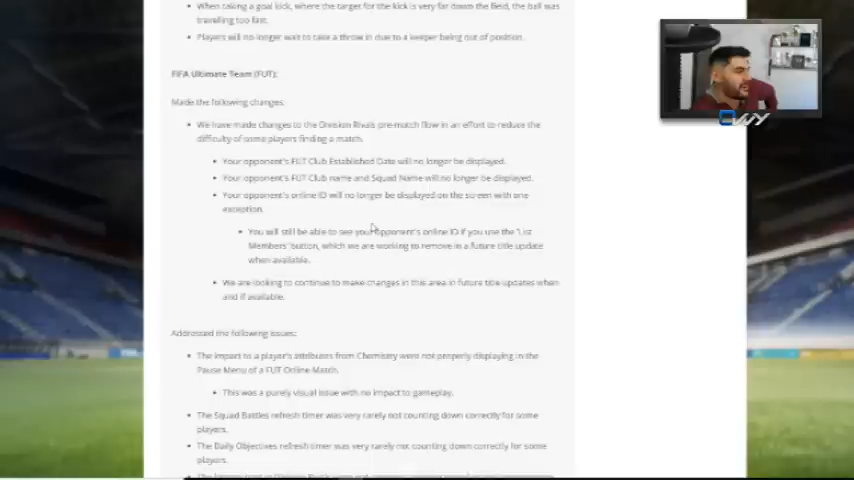 When taking a goal kick, where the target for the kick is very far down the field, the ball was
travelling too fast.
Players will no longer wait to take a throw in due to a keeper being out of position.
FIFA Ultimate Team (FUT):
Made the following changes.
We have made changes to the Division Rivals pre-match flow in an effort to reduce the
difficulty of some players finding a match.
Your opponent's FUT Club Established Date will no longer be displayed.
Your opponent's FUT Club name and Squad Name will no longer be displayed.
Your opponent's online ID will no longer be displayed on the screen with one
exception.
You will still be able to see your opponent's online ID if you use the 'List
Members' button, which we are working to remove in a future title update
when available.
We are looking to continue to make changes in this area in future title updates when
and if available.
Addressed the following issues:
The impact to a player's attributes from Chemistry were not properly displaying in the
Pause Menu of a FUT Online Match.
This was a purely visual issue with no impact to gameplay.
The Squad Battles refresh timer was very rarely not counting down correctly for some
players.
The Daily Objectives refresh timer was very rarely not counting down correctly for some
players.